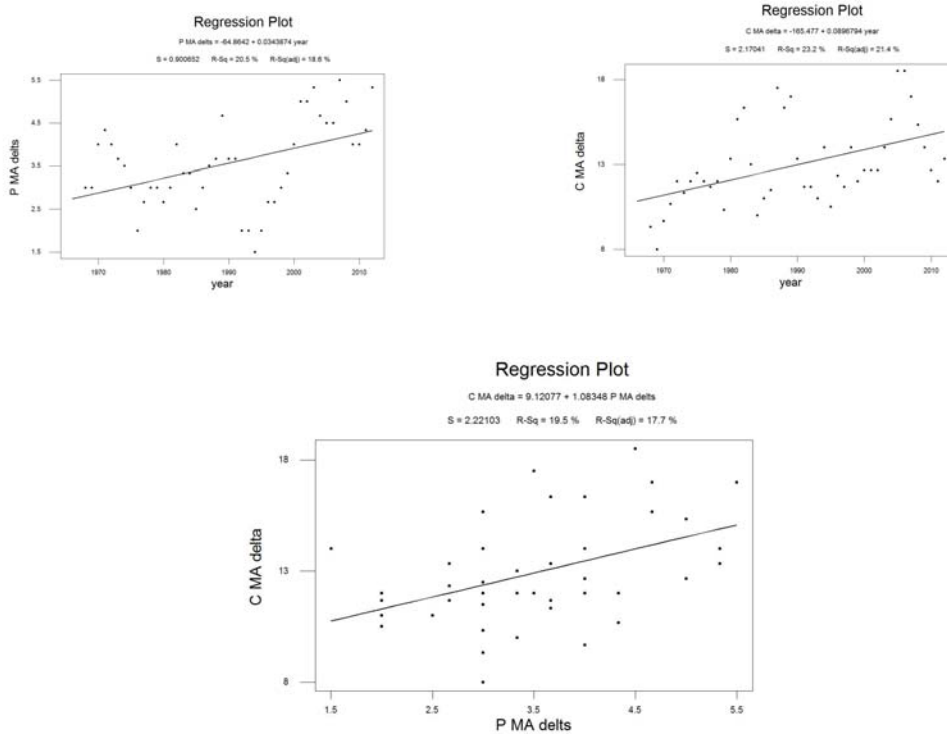 Regression Plot
P MA delts = -64.8642 + 0.0343874 year
S = 0.900652 R-Sq = 20.5 % R-Sq(adj) = 18.6 %
5.5
4.5
3.5
2.5
1.5
P MA delts
1970 1980 1990 2000 2010
year
Regression Plot
C MA delta = -165.477 + 0.0896794 year
S = 2.17041 R-Sq = 23.2 % R-Sq(adj) = 21.4 %
18
13
8
C MA delta
1970 1980 1990 2000 2010
year
Regression Plot
C MA delta = 9.12077 + 1.08348 P MA delts
S = 2.22103 R-Sq = 19.5 % R-Sq(adj) = 17.7 %
18
13
8
C MA delta
1.5 2.5 3.5 4.5 5.5
P MA delts